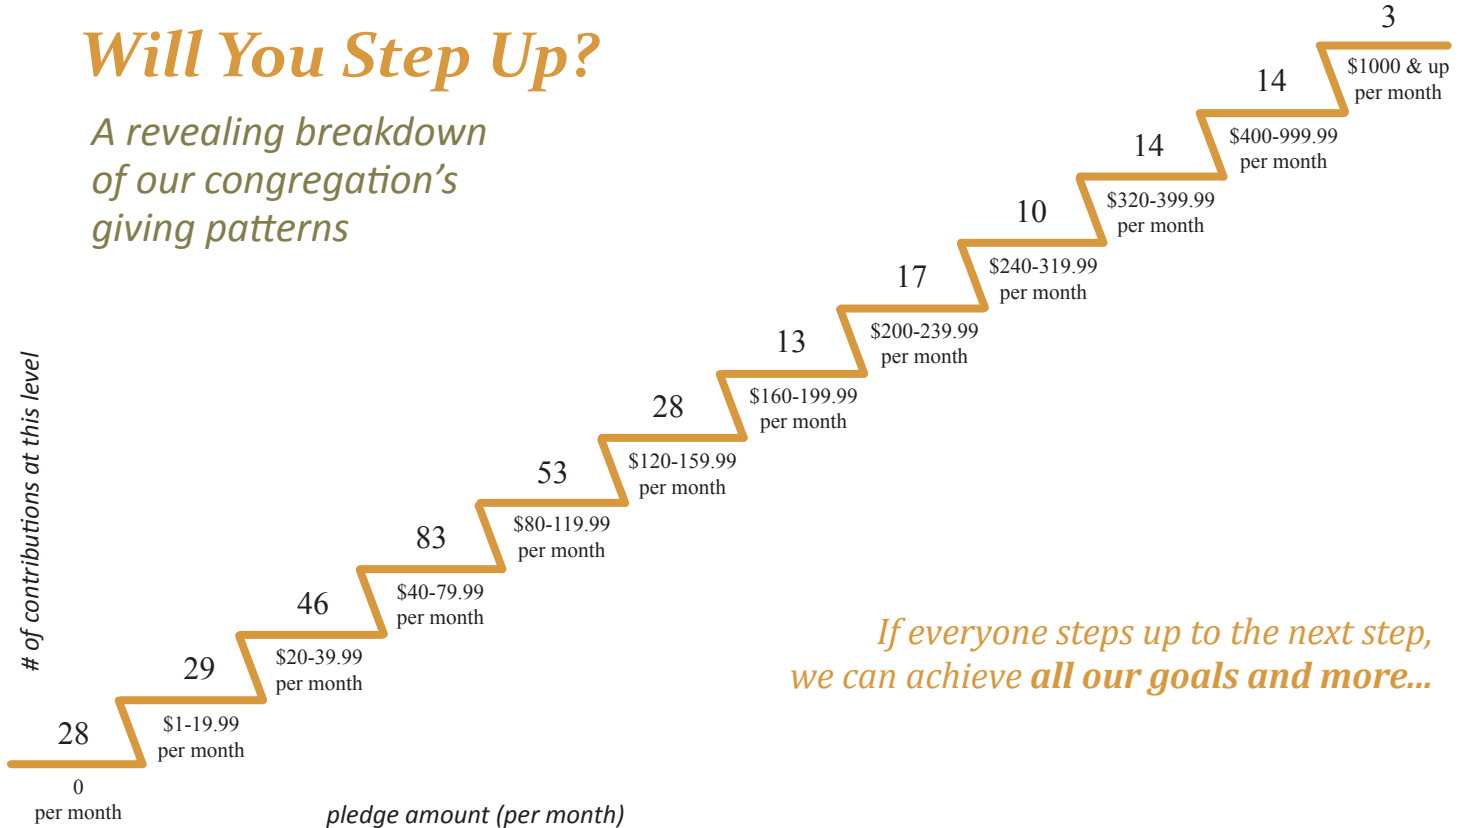 Will You Step Up?
A revealing breakdown
of our congregation's
giving patterns
3
$1000 & up
per month
14
$400-999.99
per month
14
$320-399.99
per month
10
$240-319.99
per month
17
$200-239.99
per month
13
$160-199.99
per month
28
$120-159.99
per month
53
$80-119.99
per month
83
$40-79.99
per month
46
$20-39.99
per month
29
$1-19.99
per month
28
0
per month
# of contributions at this level
pledge amount (per month)
If everyone steps up to the next step,
we can achieve all our goals and more...